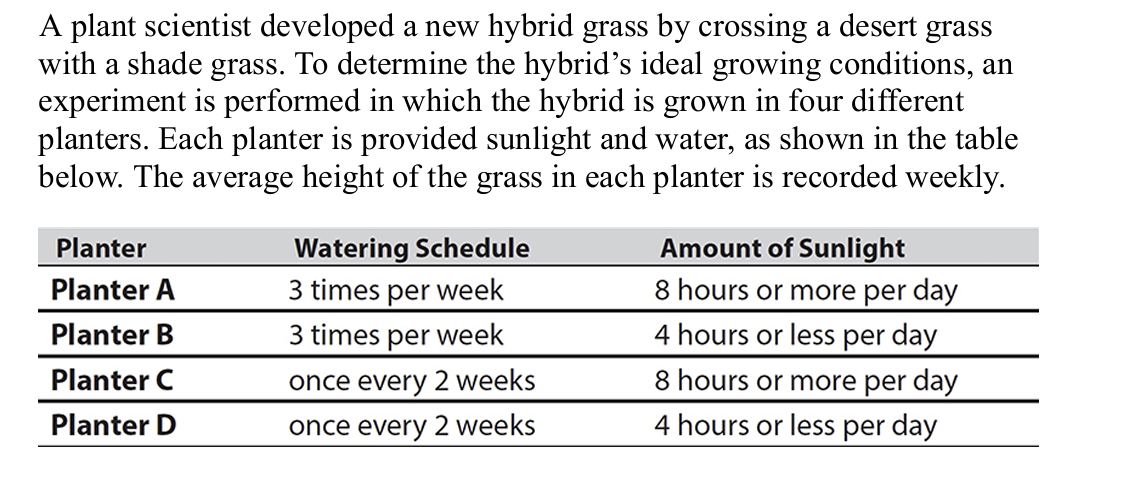 A plant scientist developed a new hybrid grass by crossing a desert grass
with a shade grass. To determine the hybrid’s ideal growing conditions, an
experiment is performed in which the hybrid is grown in four different
planters. Each planter is provided sunlight and water, as shown in the table
below. The average height of the grass in each planter is recorded weekly.
Planter Watering Schedule Amount of Sunlight
Planter A 3 times per week 8 hours or more per day
Planter B 3 times per week 4 hours or less per day
Planter C once every 2 weeks 8 hours or more per day
Planter D once every 2 weeks 4 hours or less per day